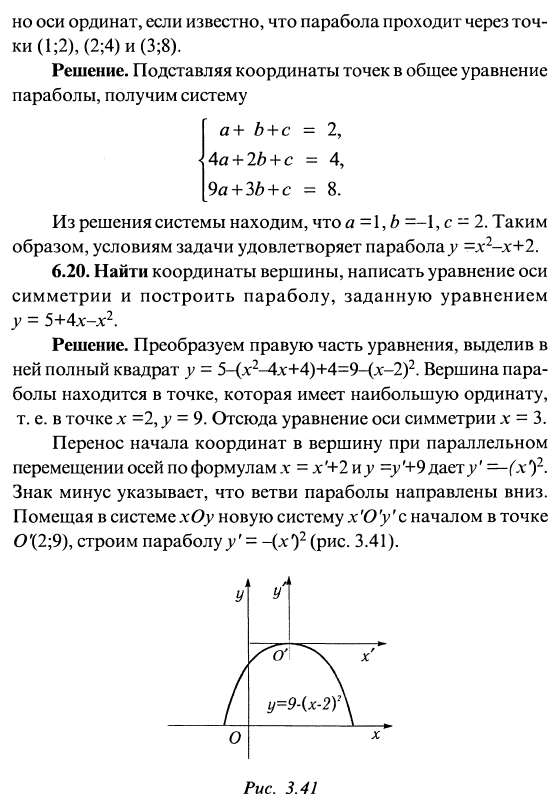 но оси ординат, если известно, что парабола проходит через точ-
ки (1;2), (2;4) и (3;8).
Решение. Подставляя координаты точек в общее уравнение
параболы, получим систему
a + b + c = 2,
4a + 2b + c = 4,
9a + 3b + c = 8.
Из решения системы находим, что a =1, b =–1, c = 2. Таким
образом, условиям задачи удовлетворяет парабола y =x²–x+2.
6.20. Найти координаты вершины, написать уравнение оси
симметрии и построить параболу, заданную уравнением
y = 5+4x–x².
Решение. Преобразуем правую часть уравнения, выделив в
ней полный квадрат y = 5–(x²–4x+4)+4=9–(x–2)². Вершина пара-
болы находится в точке, которая имеет наибольшую ординату,
т. е. в точке x =2, y = 9. Отсюда уравнение оси симметрии x = 3.
Перенос начала координат в вершину при параллельном
перемещении осей по формулам x = x'+2 и y =y'+9 дает y' =–(x')².
Знак минус указывает, что ветви параболы направлены вниз.
Помещая в системе xOy новую систему x'O'y' с началом в точке
O'(2;9), строим параболу y' = –(x')² (рис. 3.41).
y y'
O' x'
y=9-(x-2)²
O x
Рис. 3.41